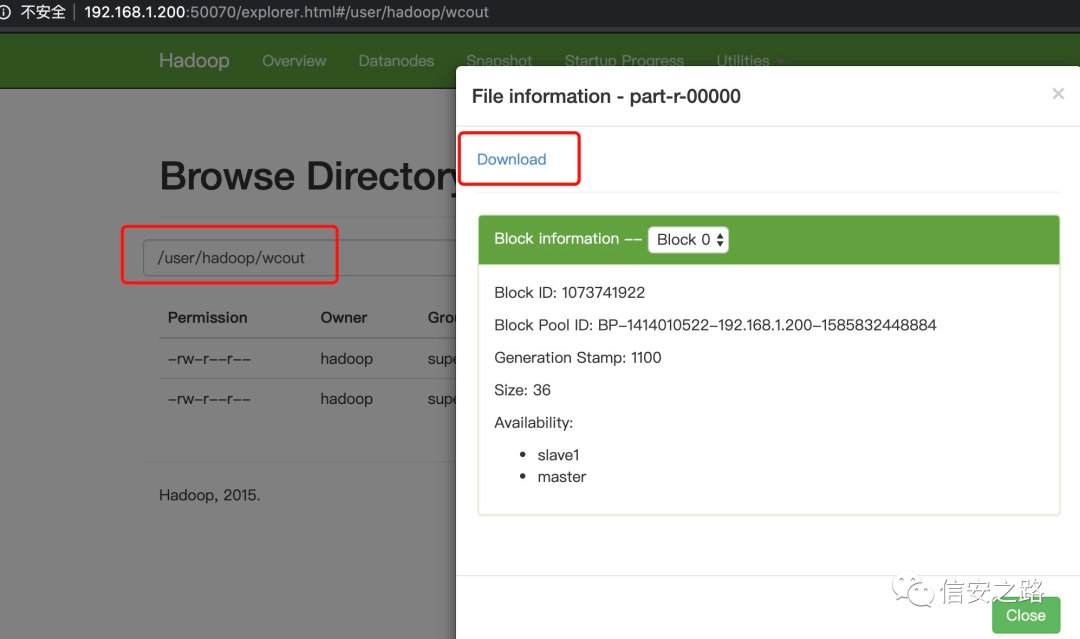 不安全 192.168.1.200:50070/explorer.html#/user/hadoop/wcout
Hadoop Overview Datanodes Snapshot Startup Progress Utilities
File information - part-r-00000 ×
Download
Browse Directory
/user/hadoop/wcout
Permission Owner Grou
-rw-r--r-- hadoop supe
-rw-r--r-- hadoop supe
Hadoop, 2015.
Block information -- Block 0
Block ID: 1073741922
Block Pool ID: BP-1414010522-192.168.1.200-1585832448884
Generation Stamp: 1100
Size: 36
Availability:
• slave1
• master
信安之路
Close